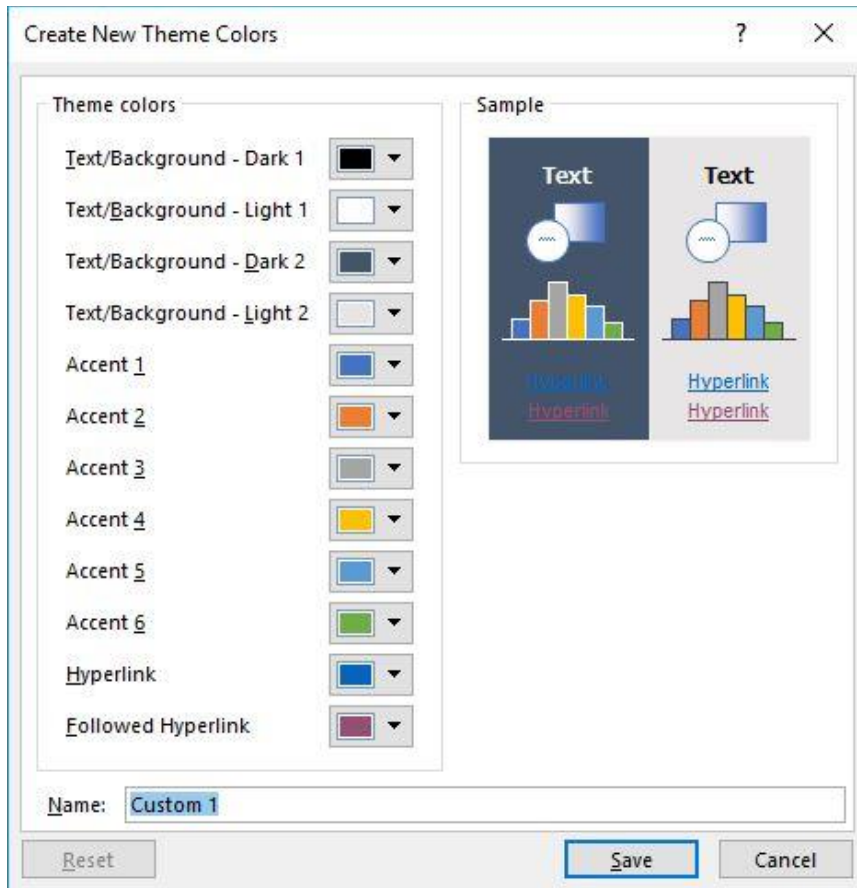 Create New Theme Colors
?
Theme colors
Text/Background - Dark 1
Text/Background - Light 1
Text/Background - Dark 2
Text/Background - Light 2
Accent 1
Accent 2
Accent 3
Accent 4
Accent 5
Accent 6
Hyperlink
Followed Hyperlink
Sample
Text Text
Hyperlink Hyperlink
Hyperlink Hyperlink
Name: Custom 1
Reset Save Cancel